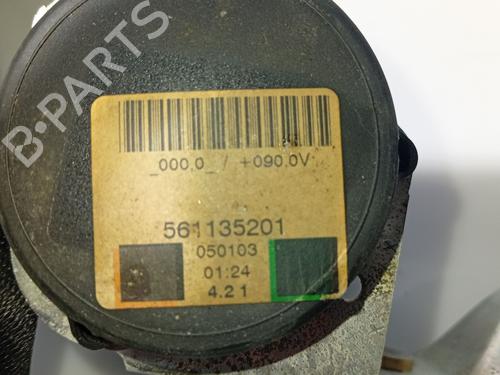 B·PARTS
_000,0_ / +090,0V
561135201
050103
01:24
4.2 1